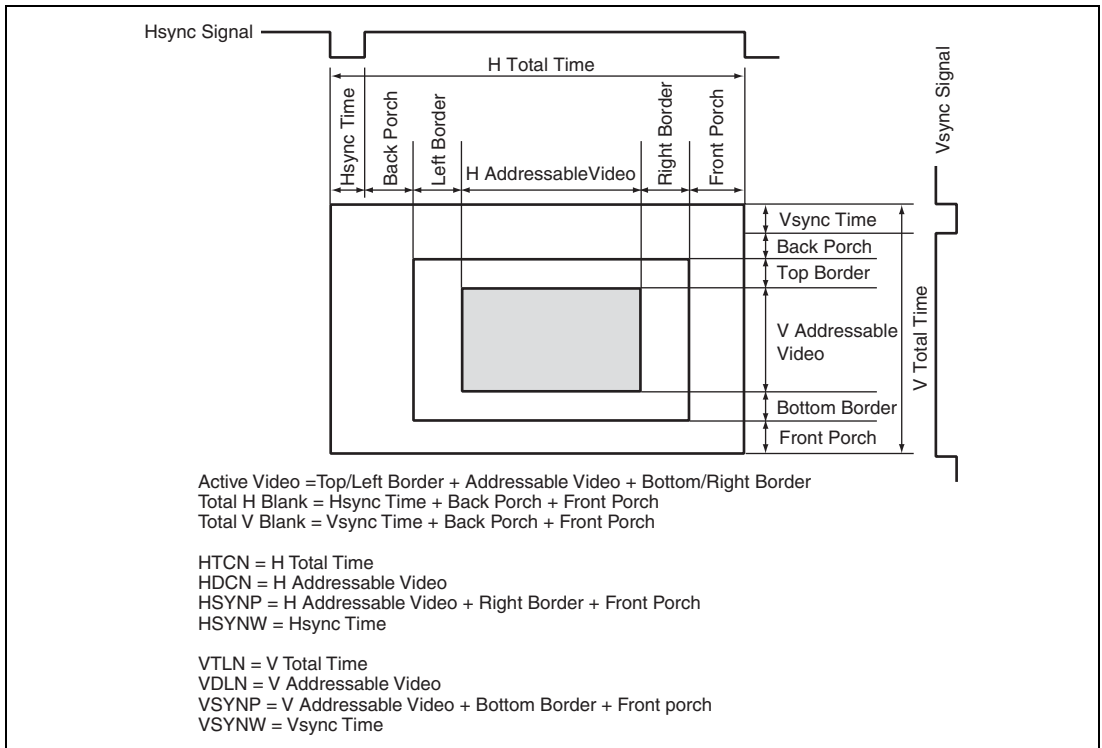 Hsync Signal
H Total Time
Hsync Time
Back Porch
Left Border
H AddressableVideo
Right Border
Front Porch
Vsync Signal
Vsync Time
Back Porch
Top Border
V Addressable
Video
Bottom Border
Front Porch
V Total Time
Active Video =Top/Left Border + Addressable Video + Bottom/Right Border
Total H Blank = Hsync Time + Back Porch + Front Porch
Total V Blank = Vsync Time + Back Porch + Front Porch
HTCN = H Total Time
HDCN = H Addressable Video
HSYNP = H Addressable Video + Right Border + Front Porch
HSYNW = Hsync Time
VTLN = V Total Time
VDLN = V Addressable Video
VSYNP = V Addressable Video + Bottom Border + Front porch
VSYNW = Vsync Time